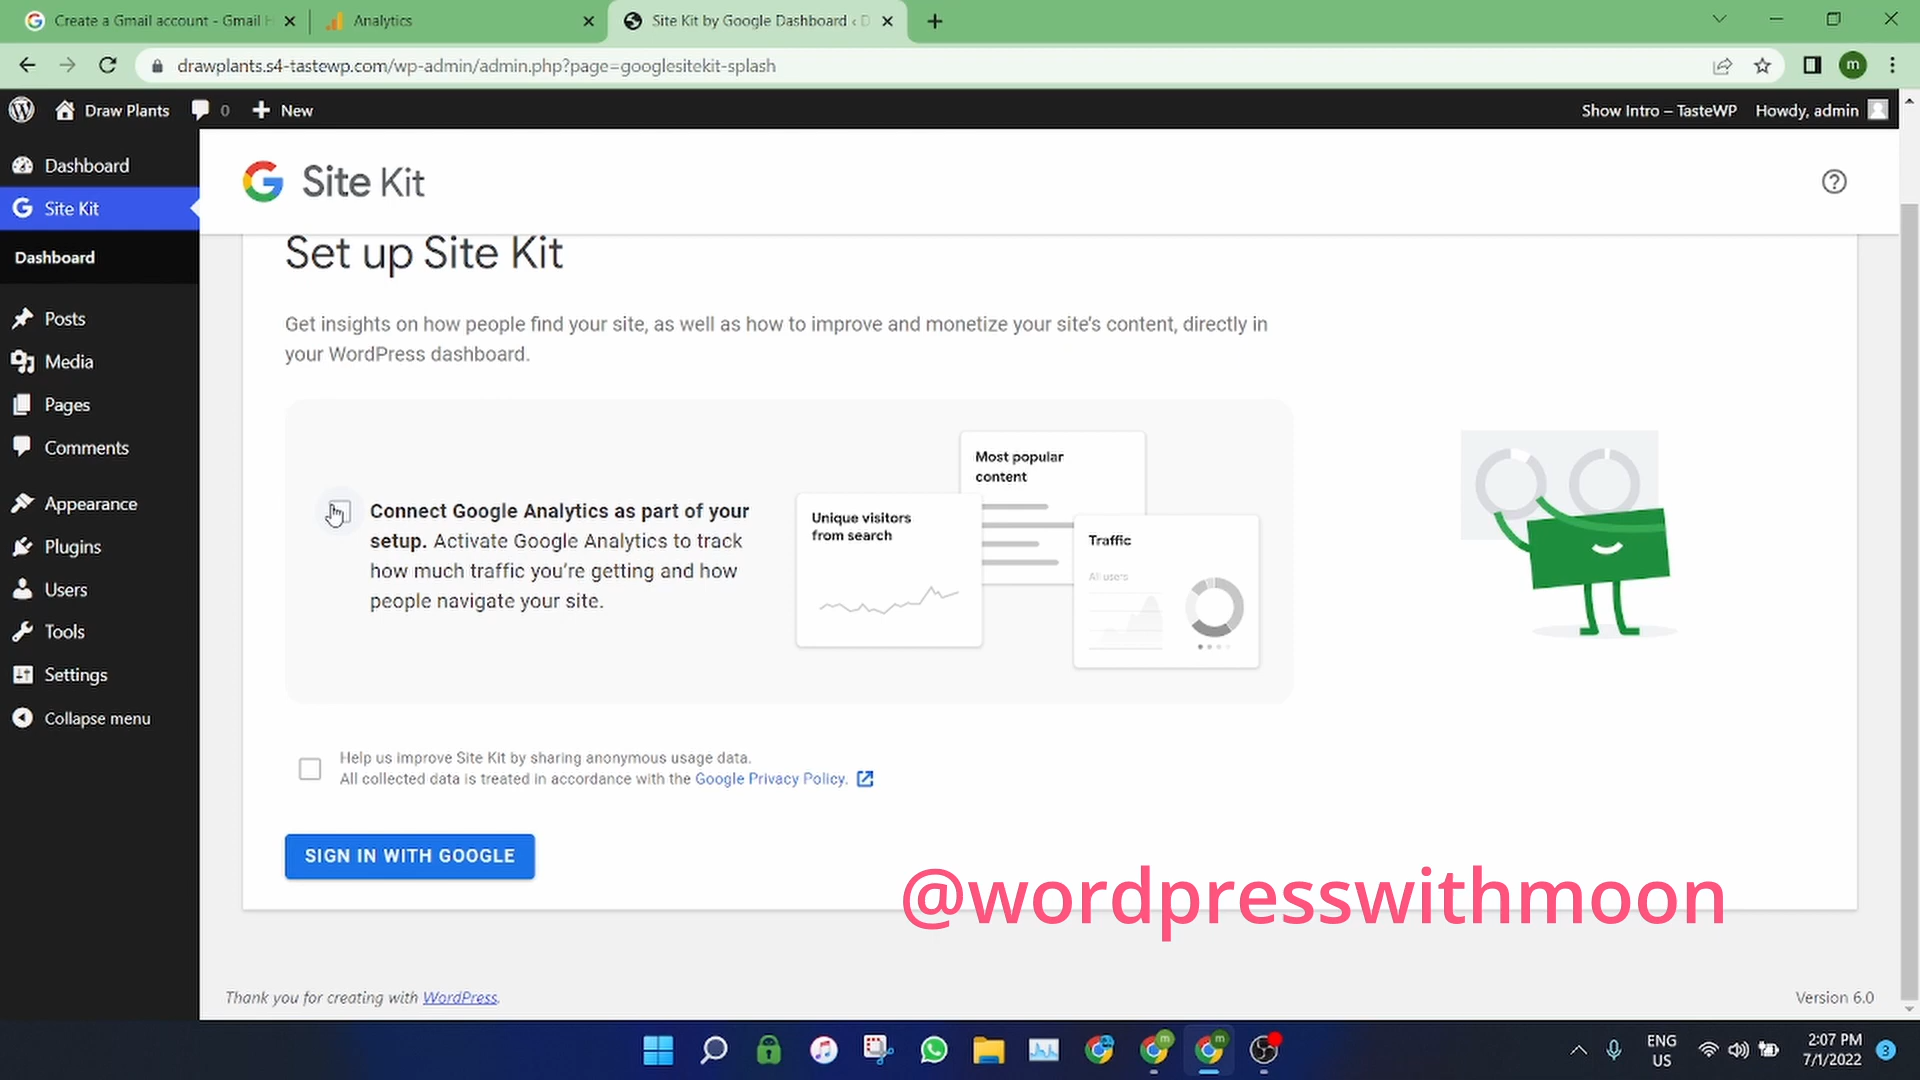 Create a Gmail account - Gmail H
Analytics
Site Kit by Google Dashboard ‹ D
drawplants.s4-tastewp.com/wp-admin/admin.php?page=googlesitekit-splash
m
Draw Plants
0
New
Show Intro – TasteWP
Howdy, admin
Dashboard
Site Kit
Dashboard
Posts
Media
Pages
Comments
Appearance
Plugins
Users
Tools
Settings
Collapse menu
Site Kit
Set up Site Kit
Get insights on how people find your site, as well as how to improve and monetize your site’s content, directly in
your WordPress dashboard.
Connect Google Analytics as part of your
setup. Activate Google Analytics to track
how much traffic you’re getting and how
people navigate your site.
Most popular
content
Unique visitors
from search
Traffic
All users
Help us improve Site Kit by sharing anonymous usage data.
All collected data is treated in accordance with the Google Privacy Policy.
SIGN IN WITH GOOGLE
@wordpresswithmoon
Thank you for creating with WordPress.
Version 6.0
m
m
ENG
US
2:07 PM
7/1/2022
3